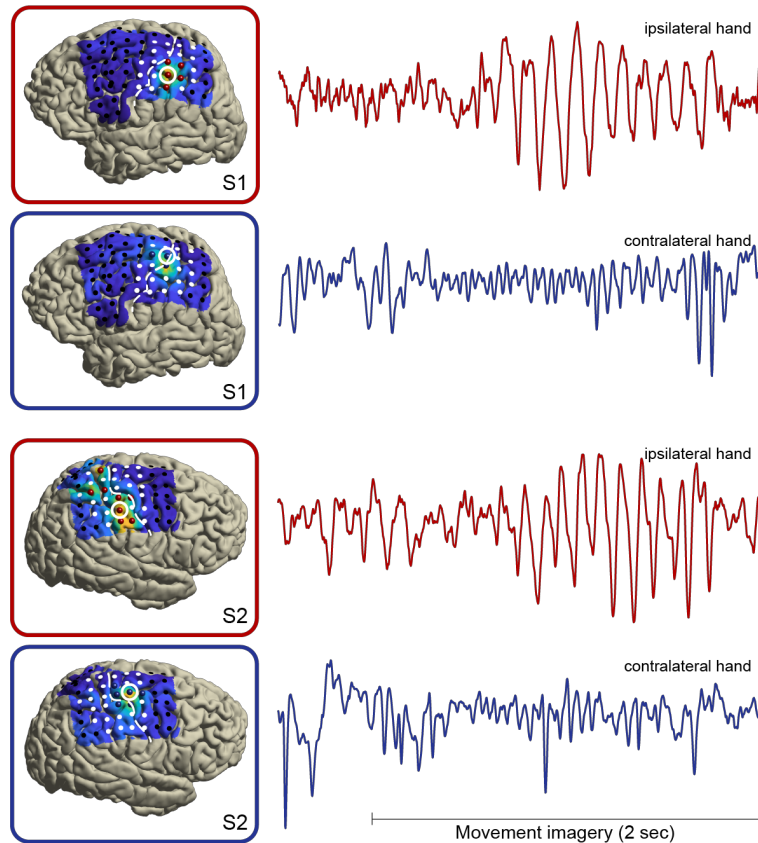 ipsilateral hand
S1
contralateral hand
S1
ipsilateral hand
S2
contralateral hand
S2
Movement imagery (2 sec)